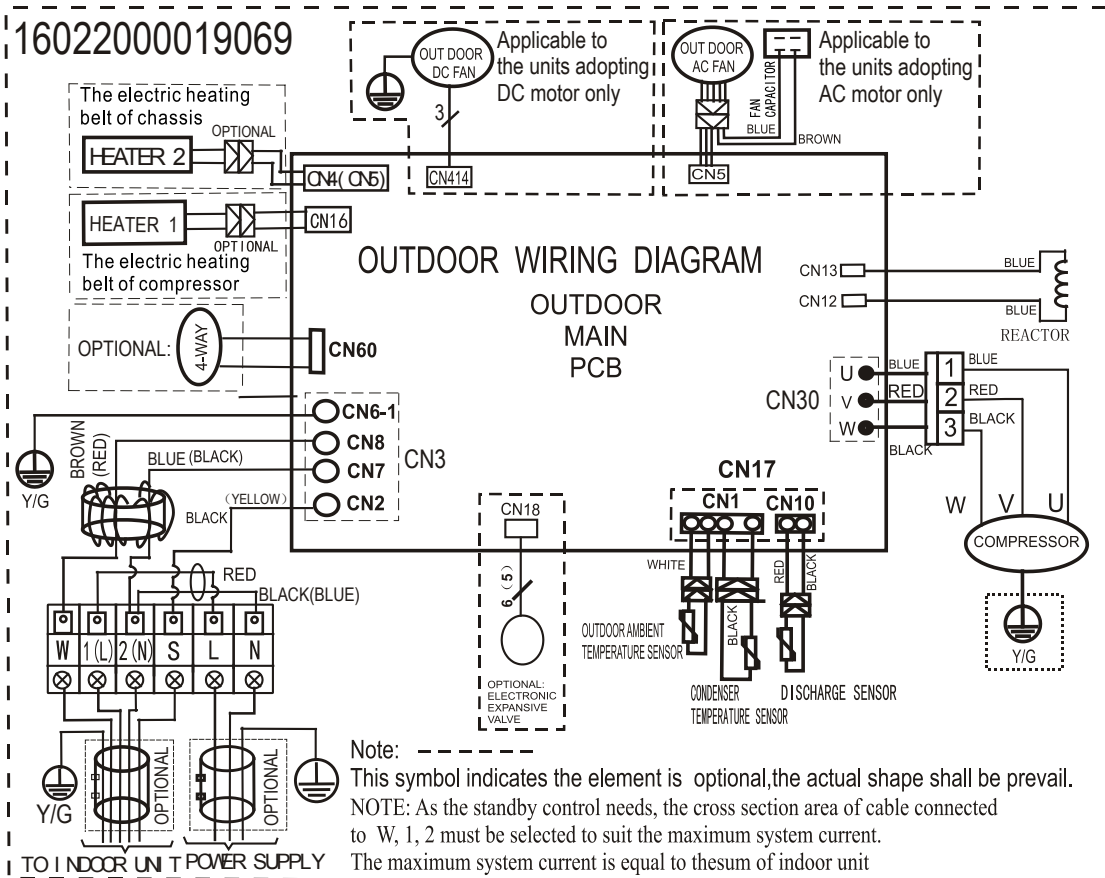 16022000019069
OUT DOOR
DC FAN
Applicable to
the units adopting
DC motor only
3
CN414
OUT DOOR
AC FAN
FAN
CAPACITOR
BLUE
BROWN
CN5
Applicable to
the units adopting
AC motor only
The electric heating
belt of chassis
OPTIONAL
HEATER 2
CN4(CN5)
HEATER 1
CN16
OPTIONAL
The electric heating
belt of compressor
OUTDOOR WIRING DIAGRAM
OUTDOOR
MAIN
PCB
CN13
BLUE
CN12
BLUE
REACTOR
OPTIONAL:
4-WAY
CN60
CN30
U
V
W
BLUE
RED
BLACK
1
2
3
BLUE
RED
BLACK
W V U
COMPRESSOR
Y/G
CN6-1
CN8
CN7
CN2
CN3
Y/G
BROWN
(RED)
BLUE (BLACK)
(YELLOW)
BLACK
RED
BLACK(BLUE)
W 1(L) 2(N) S L N
OPTIONAL
OPTIONAL
Y/G
TO INDOOR UNIT POWER SUPPLY
CN18
6 (5)
OPTIONAL:
ELECTRONIC
EXPANSIVE
VALVE
CN17
CN1
CN10
WHITE
BLACK
RED
BLACK
OUTDOOR AMBIENT
TEMPERATURE SENSOR
CONDENSER
TEMPERATURE SENSOR
DISCHARGE SENSOR
Note:
This symbol indicates the element is optional,the actual shape shall be prevail.
NOTE: As the standby control needs, the cross section area of cable connected
to W, 1, 2 must be selected to suit the maximum system current.
The maximum system current is equal to thesum of indoor unit